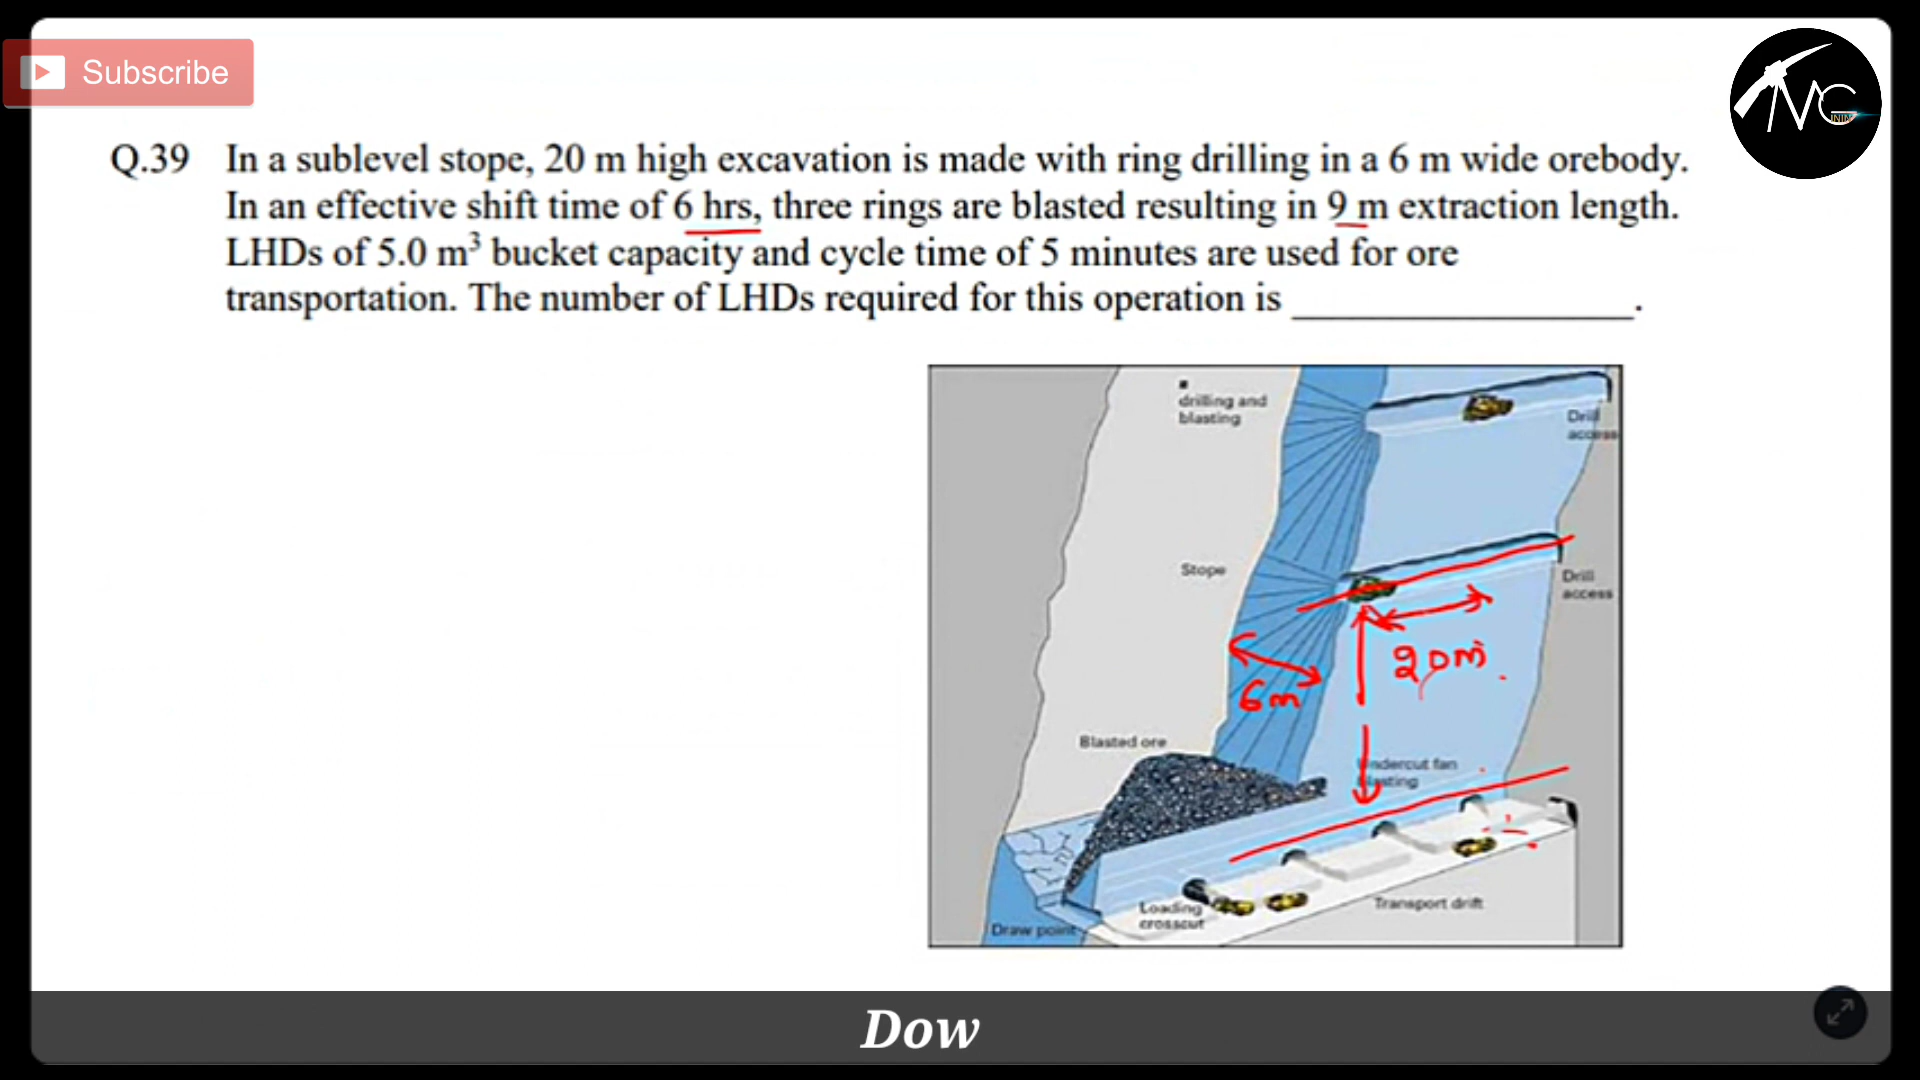 Subscribe
Q.39 In a sublevel stope, 20 m high excavation is made with ring drilling in a 6 m wide orebody.
In an effective shift time of 6 hrs, three rings are blasted resulting in 9 m extraction length.
LHDs of 5.0 m³ bucket capacity and cycle time of 5 minutes are used for ore
transportation. The number of LHDs required for this operation is ________________.
drilling and
blasting
Drill
access
Stope
Drill
access
20m
6m
Blasted ore
Undercut fan
blasting
Loading
crosscut
Transport drift
Draw point
Dow